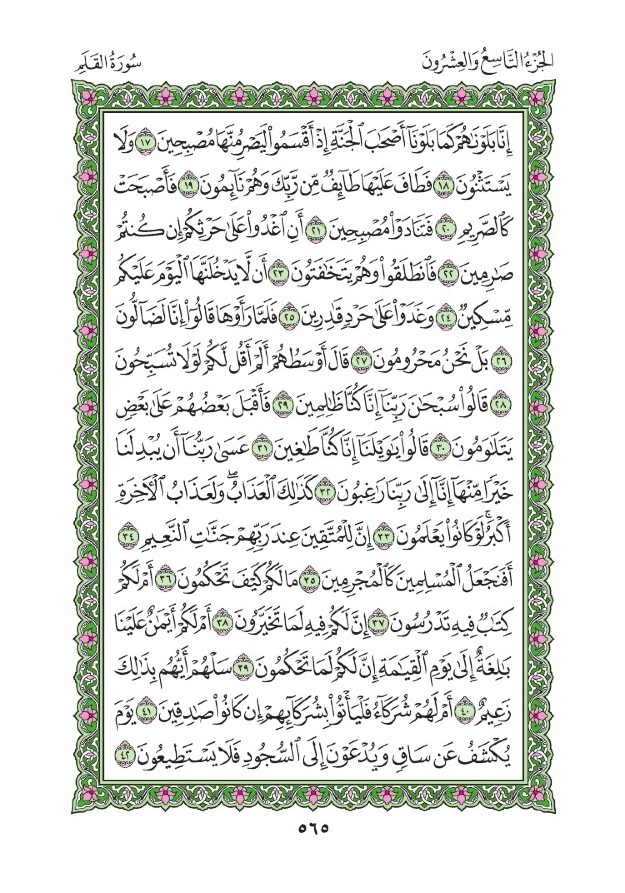 الجُزْءُ التَّاسِعُ وَالعِشْرُونَ
سُورَةُ القَلَمِ
إِنَّا بَلَوْنَٰهُمْ كَمَا بَلَوْنَآ أَصْحَٰبَ ٱلْجَنَّةِ إِذْ أَقْسَمُوا۟ لَيَصْرِمُنَّهَا مُصْبِحِينَ ١٧ وَلَا
يَسْتَثْنُونَ ١٨ فَطَافَ عَلَيْهَا طَآئِفٌ مِّن رَّبِّكَ وَهُمْ نَآئِمُونَ ١٩ فَأَصْبَحَتْ
كَٱلصَّرِيمِ ٢٠ فَتَنَادَوْا۟ مُصْبِحِينَ ٢١ أَنِ ٱغْدُوا۟ عَلَىٰ حَرْثِكُمْ إِن كُنتُمْ
صَٰرِمِينَ ٢٢ فَٱنطَلَقُوا۟ وَهُمْ يَتَخَٰفَتُونَ ٢٣ أَن لَّا يَدْخُلَنَّهَا ٱلْيَوْمَ عَلَيْكُم
مِّسْكِينٌ ٢٤ وَغَدَوْا۟ عَلَىٰ حَرْدٍ قَٰدِرِينَ ٢٥ فَلَمَّا رَأَوْهَا قَالُوٓا۟ إِنَّا لَضَآلُّونَ
٢٦ بَلْ نَحْنُ مَحْرُومُونَ ٢٧ قَالَ أَوْسَطُهُمْ أَلَمْ أَقُل لَّكُمْ لَوْلَا تُسَبِّحُونَ
٢٨ قَالُوا۟ سُبْحَٰنَ رَبِّنَآ إِنَّا كُنَّا ظَٰلِمِينَ ٢٩ فَأَقْبَلَ بَعْضُهُمْ عَلَىٰ بَعْضٍ
يَتَلَٰوَمُونَ ٣٠ قَالُوا۟ يَٰوَيْلَنَآ إِنَّا كُنَّا طَٰغِينَ ٣١ عَسَىٰ رَبُّنَآ أَن يُبْدِلَنَا
خَيْرًا مِّنْهَآ إِنَّآ إِلَىٰ رَبِّنَا رَٰغِبُونَ ٣٢ كَذَٰلِكَ ٱلْعَذَابُ ۖ وَلَعَذَابُ ٱلْءَاخِرَةِ
أَكْبَرُ ۚ لَوْ كَانُوا۟ يَعْلَمُونَ ٣٣ إِنَّ لِلْمُتَّقِينَ عِندَ رَبِّهِمْ جَنَّٰتِ ٱلنَّعِيمِ ٣٤
أَفَنَجْعَلُ ٱلْمُسْلِمِينَ كَٱلْمُجْرِمِينَ ٣٥ مَا لَكُمْ كَيْفَ تَحْكُمُونَ ٣٦ أَمْ لَكُمْ
كِتَٰبٌ فِيهِ تَدْرُسُونَ ٣٧ إِنَّ لَكُمْ فِيهِ لَمَا تَخَيَّرُونَ ٣٨ أَمْ لَكُمْ أَيْمَٰنٌ عَلَيْنَا
بَٰلِغَةٌ إِلَىٰ يَوْمِ ٱلْقِيَٰمَةِ إِنَّ لَكُمْ لَمَا تَحْكُمُونَ ٣٩ سَلْهُمْ أَيُّهُم بِذَٰلِكَ
زَعِيمٌ ٤٠ أَمْ لَهُمْ شُرَكَآءُ فَلْيَأْتُوا۟ بِشُرَكَآئِهِمْ إِن كَانُوا۟ صَٰدِقِينَ ٤١ يَوْمَ
يُكْشَفُ عَن سَاقٍ وَيُدْعَوْنَ إِلَى ٱلسُّجُودِ فَلَا يَسْتَطِيعُونَ ٤٢
٥٦٥